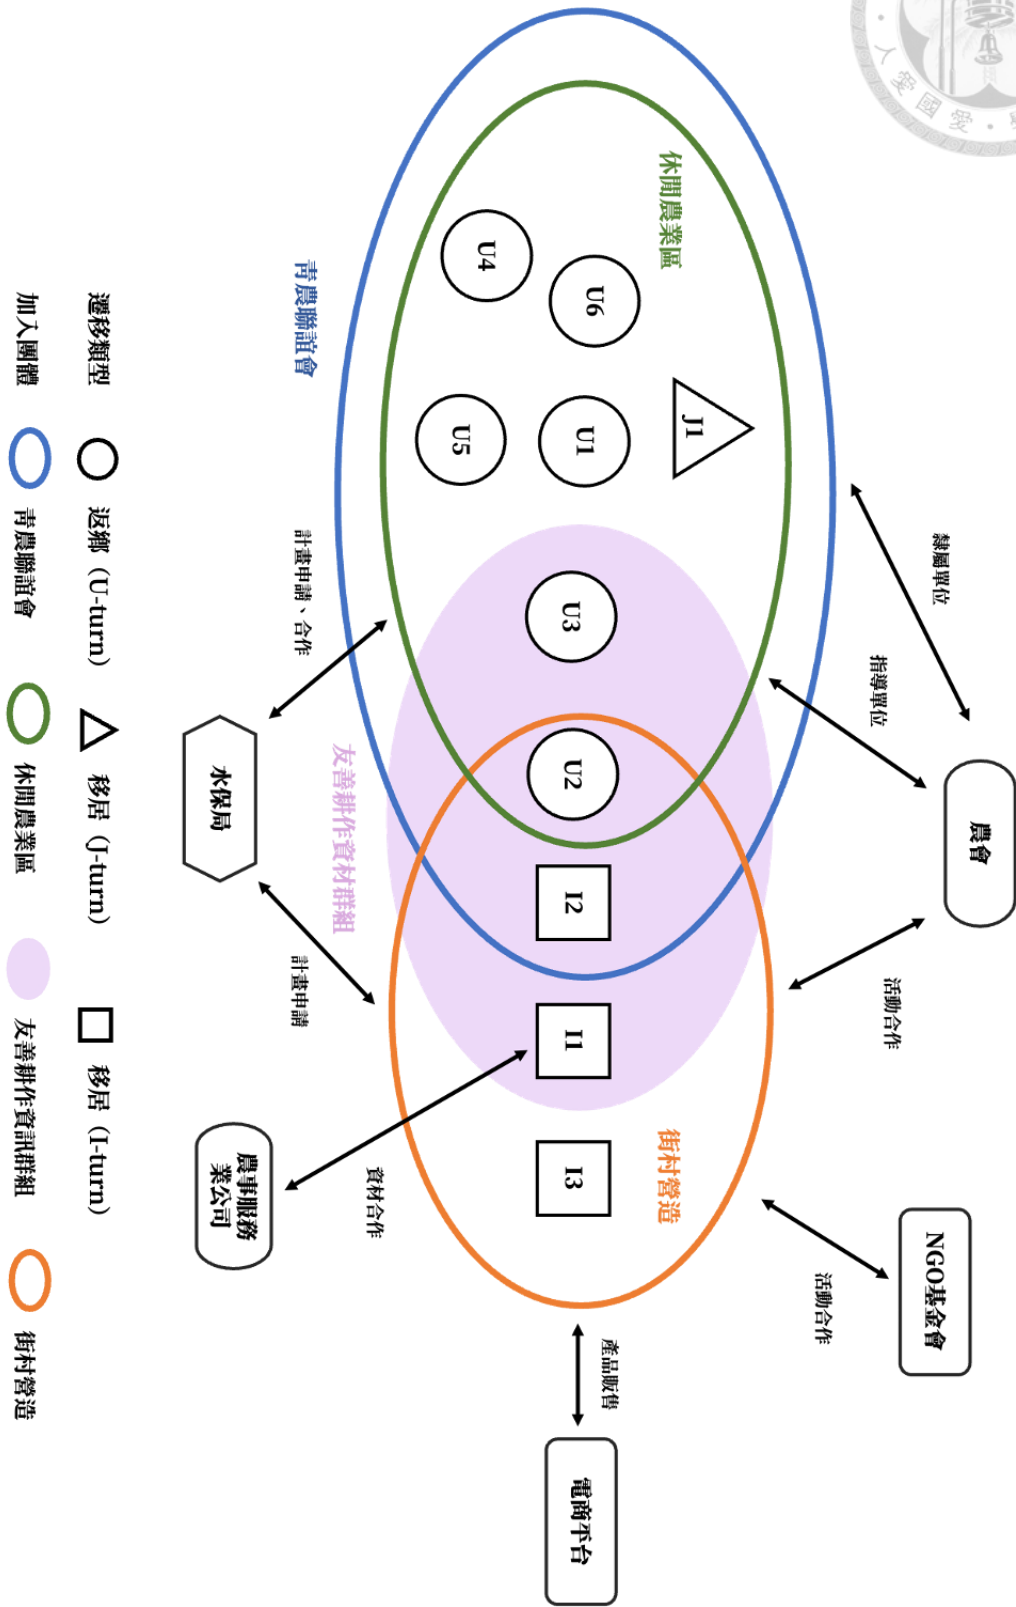 人愛國愛・學
隸屬單位
農會
指導單位
活動合作
NGO基金會
活動合作
休閒農業區
J1
U6
U1
U4
U5
U3
U2
I2
I1
I3
街村營造
產品販售
電商平台
青農聯誼會
計畫申請、合作
友善耕作資材群組
水保局
計畫申請
資材合作
農事服務
業公司
遷移類型 返鄉 (U-turn) 移居 (J-turn) 移居 (I-turn)
加入團體 青農聯誼會 休閒農業區 友善耕作資訊群組 街村營造